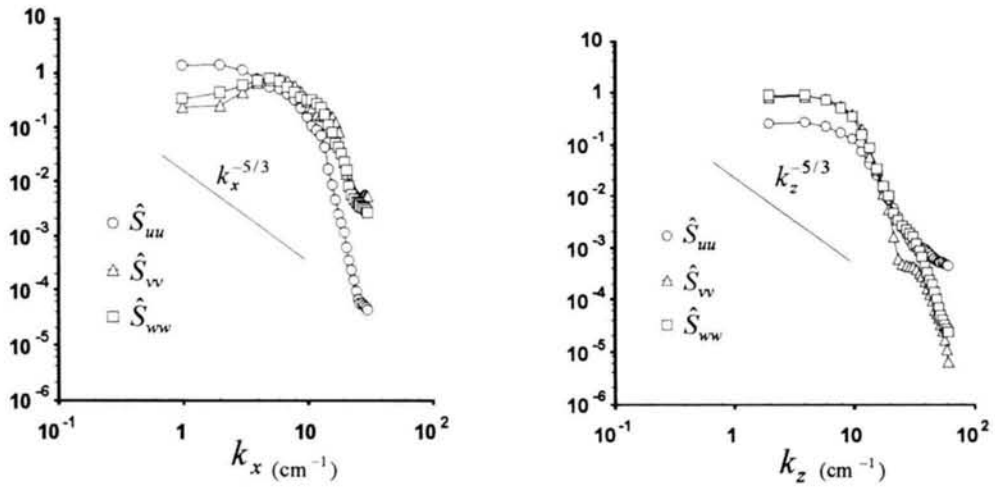 10
1
10^-1
10^-2
10^-3
10^-4
10^-5
10^-6
k_x^-5/3
Ŝ_uu
Ŝ_vv
Ŝ_ww
10^-1 1 10 10^2
k_x (cm^-1)
10
1
10^-1
10^-2
10^-3
10^-4
10^-5
10^-6
k_z^-5/3
Ŝ_uu
Ŝ_vv
Ŝ_ww
10^-1 1 10 10^2
k_z (cm^-1)